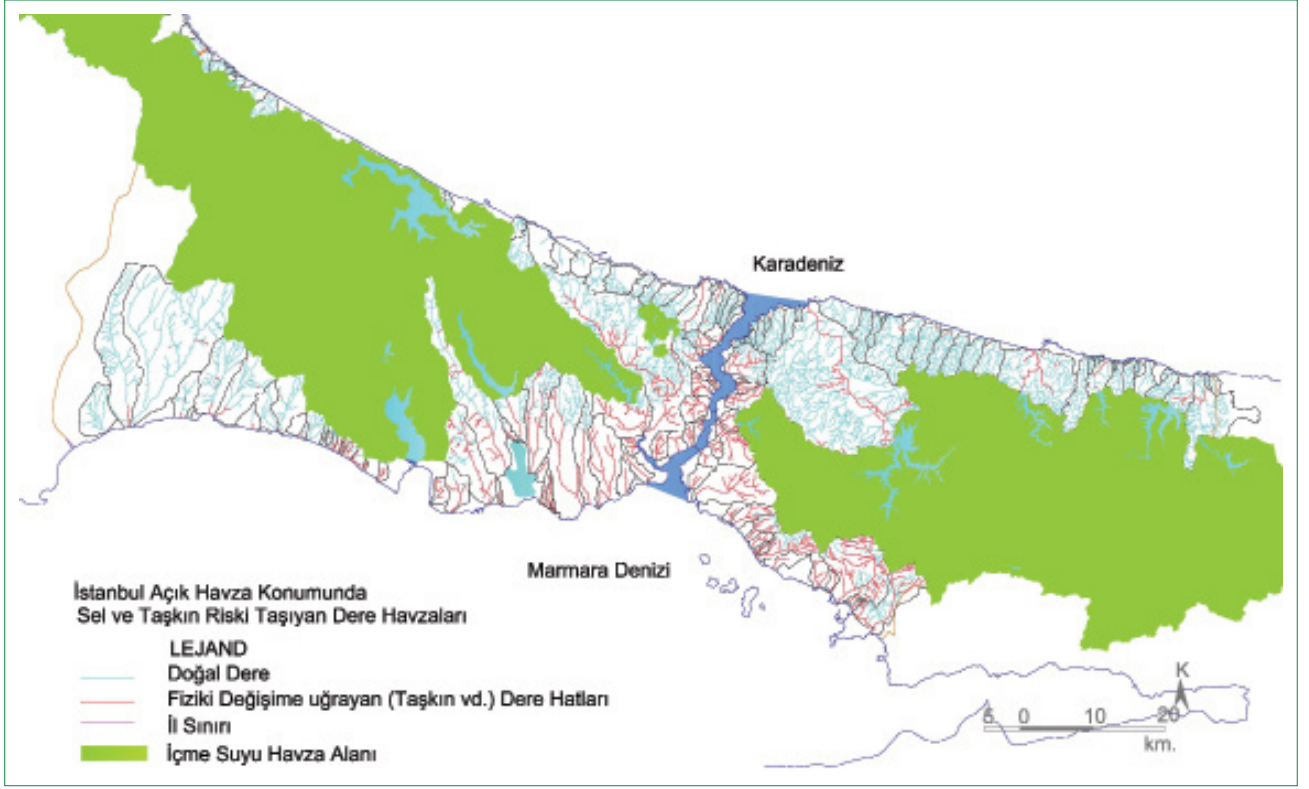 Karadeniz
Marmara Denizi
İstanbul Açık Havza Konumunda
Sel ve Taşkın Riski Taşıyan Dere Havzaları
LEJAND
Doğal Dere
Fiziki Değişime uğrayan (Taşkın vd.) Dere Hatları
İl Sınırı
İçme Suyu Havza Alanı
K
5 0 10 20
km.